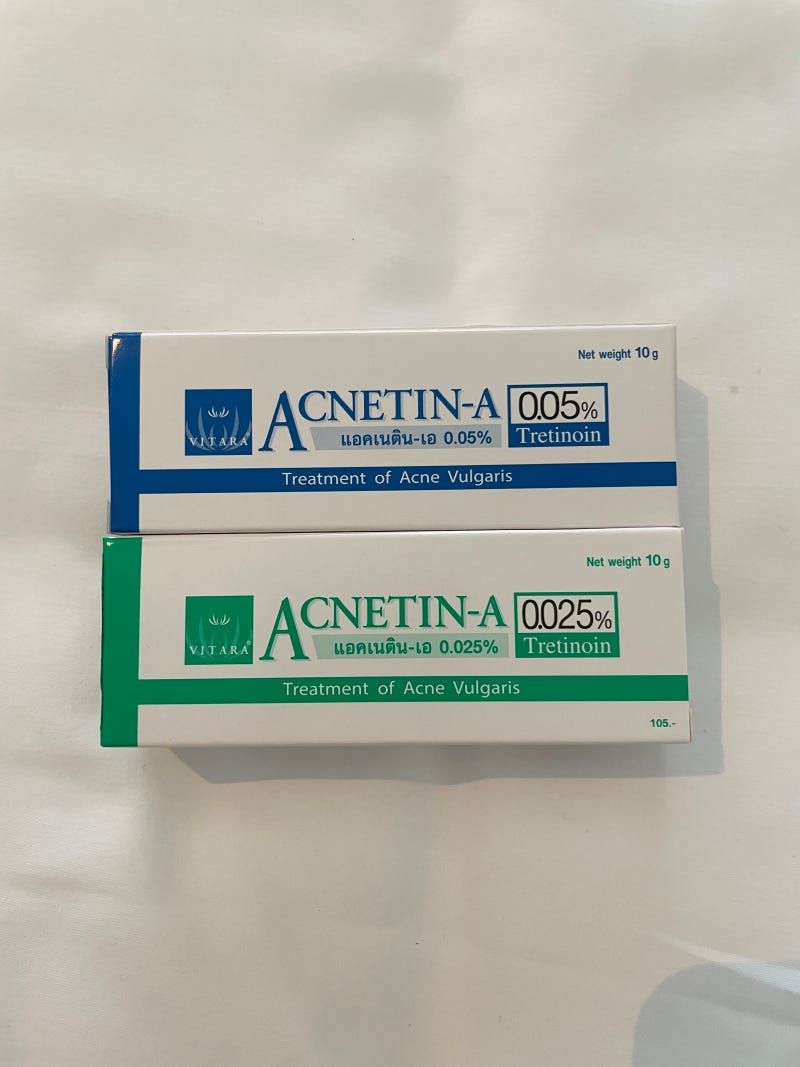 Net weight 10 g
VITARA
ACNETIN-A
0.05%
แอคเนติน-เอ 0.05%
Tretinoin
Treatment of Acne Vulgaris
Net weight 10 g
VITARA®
ACNETIN-A
0.025%
แอคเนติน-เอ 0.025%
Tretinoin
Treatment of Acne Vulgaris
105.-